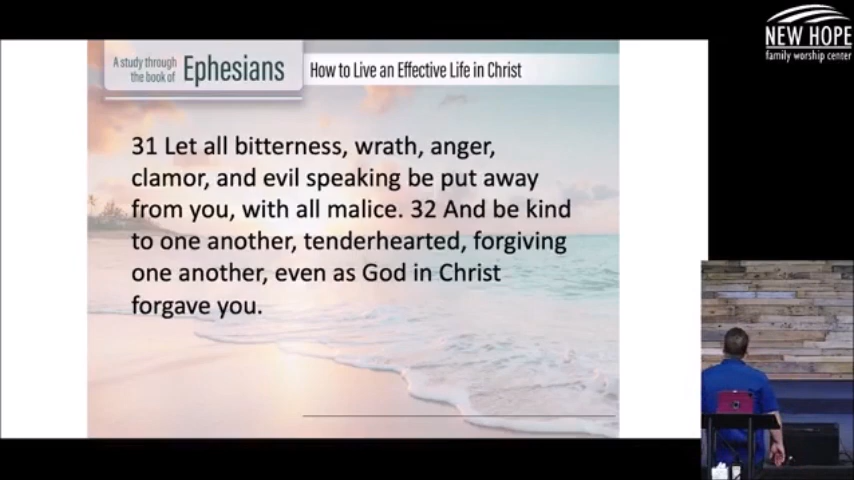 A study through
the book of Ephesians
How to Live an Effective Life in Christ
NEW HOPE
family worship center
31 Let all bitterness, wrath, anger,
clamor, and evil speaking be put away
from you, with all malice. 32 And be kind
to one another, tenderhearted, forgiving
one another, even as God in Christ
forgave you.